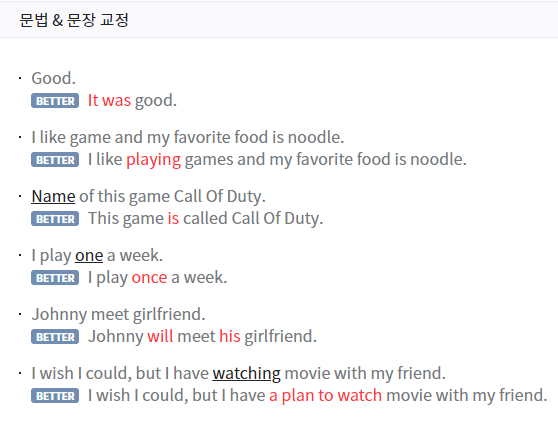 문법 & 문장 교정
· Good.
BETTER It was good.
· I like game and my favorite food is noodle.
BETTER I like playing games and my favorite food is noodle.
· Name of this game Call Of Duty.
BETTER This game is called Call Of Duty.
· I play one a week.
BETTER I play once a week.
· Johnny meet girlfriend.
BETTER Johnny will meet his girlfriend.
· I wish I could, but I have watching movie with my friend.
BETTER I wish I could, but I have a plan to watch movie with my friend.